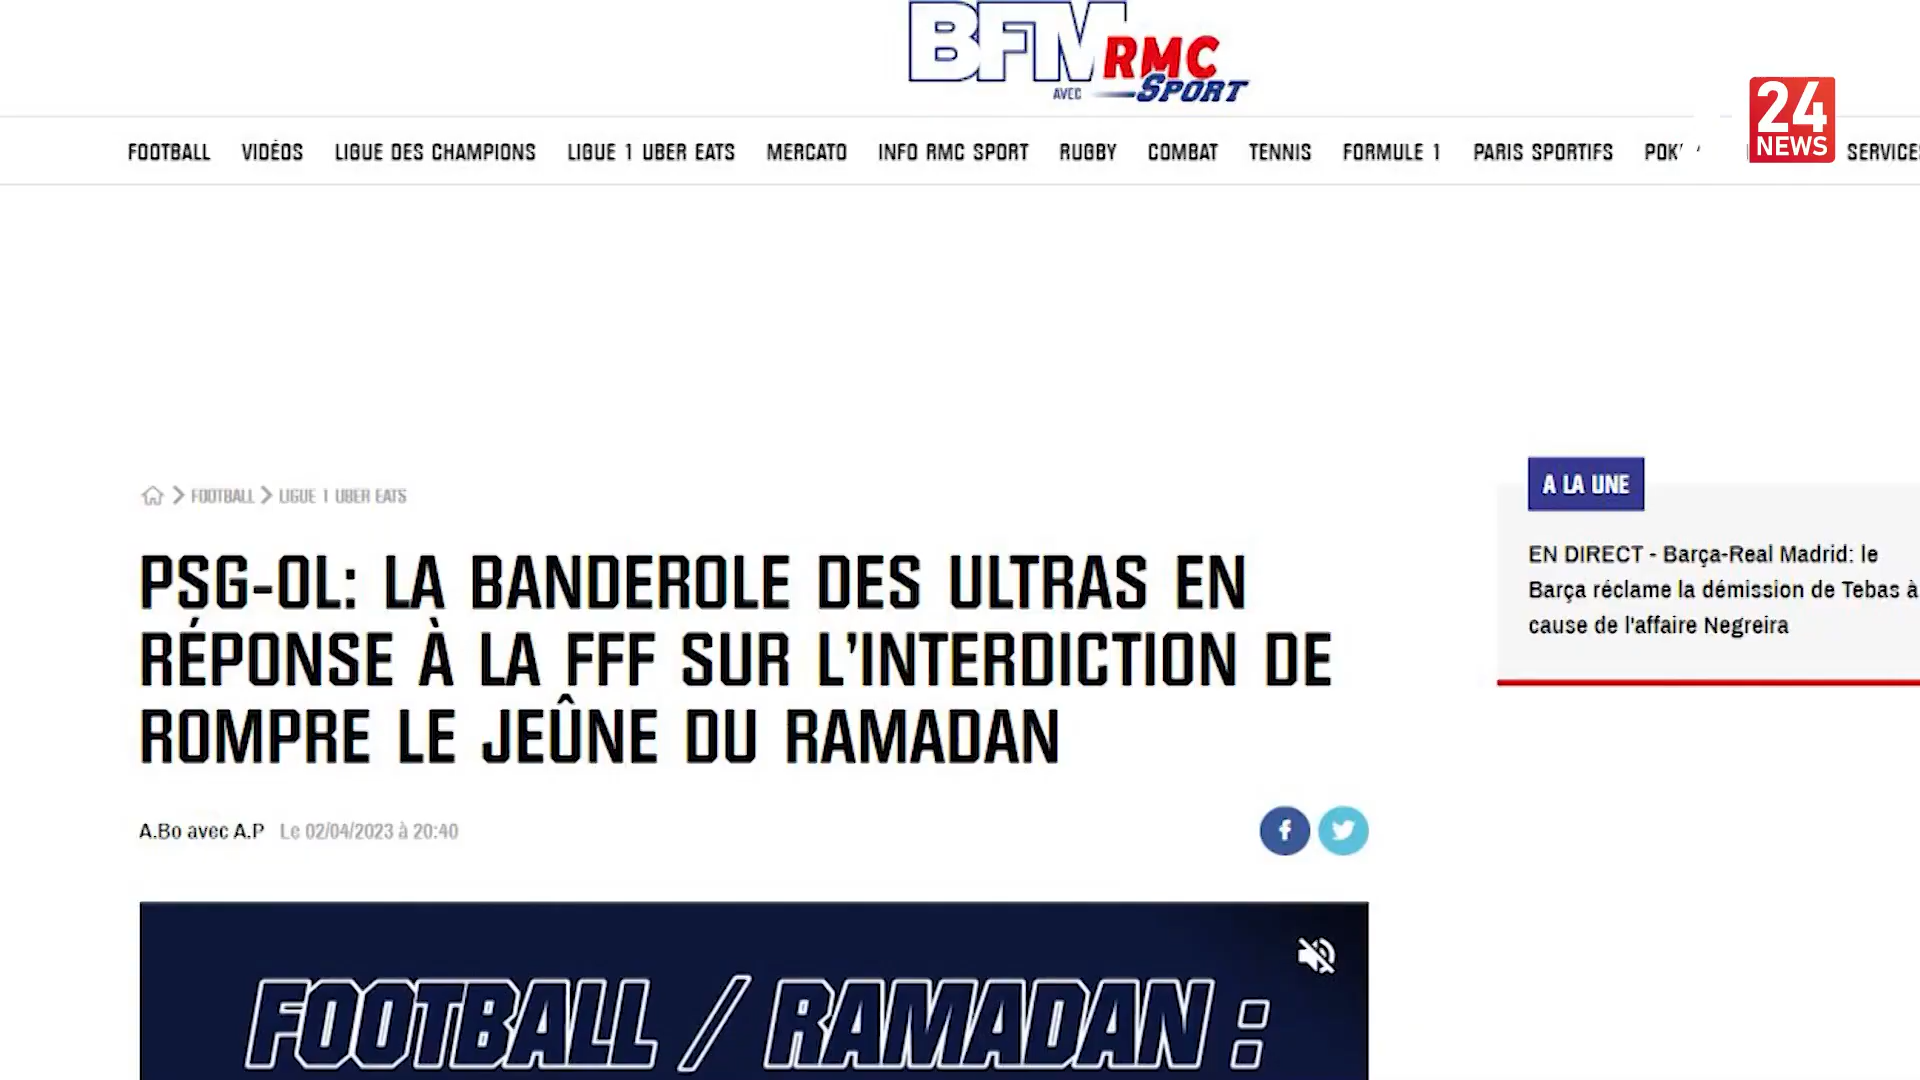 BFM RMC
AVEC SPORT
24
NEWS
FOOTBALL VIDÉOS LIGUE DES CHAMPIONS LIGUE 1 UBER EATS MERCATO INFO RMC SPORT RUGBY COMBAT TENNIS FORMULE 1 PARIS SPORTIFS SERVICES
FOOTBALL LIGUE 1 UBER EATS
PSG-OL: LA BANDEROLE DES ULTRAS EN
RÉPONSE À LA FFF SUR L’INTERDICTION DE
ROMPRE LE JEÛNE DU RAMADAN
A.Bo avec A.P Le 02/04/2023 à 20:40
A LA UNE
EN DIRECT - Barça-Real Madrid: le
Barça réclame la démission de Tebas à
cause de l'affaire Negreira
FOOTBALL / RAMADAN :